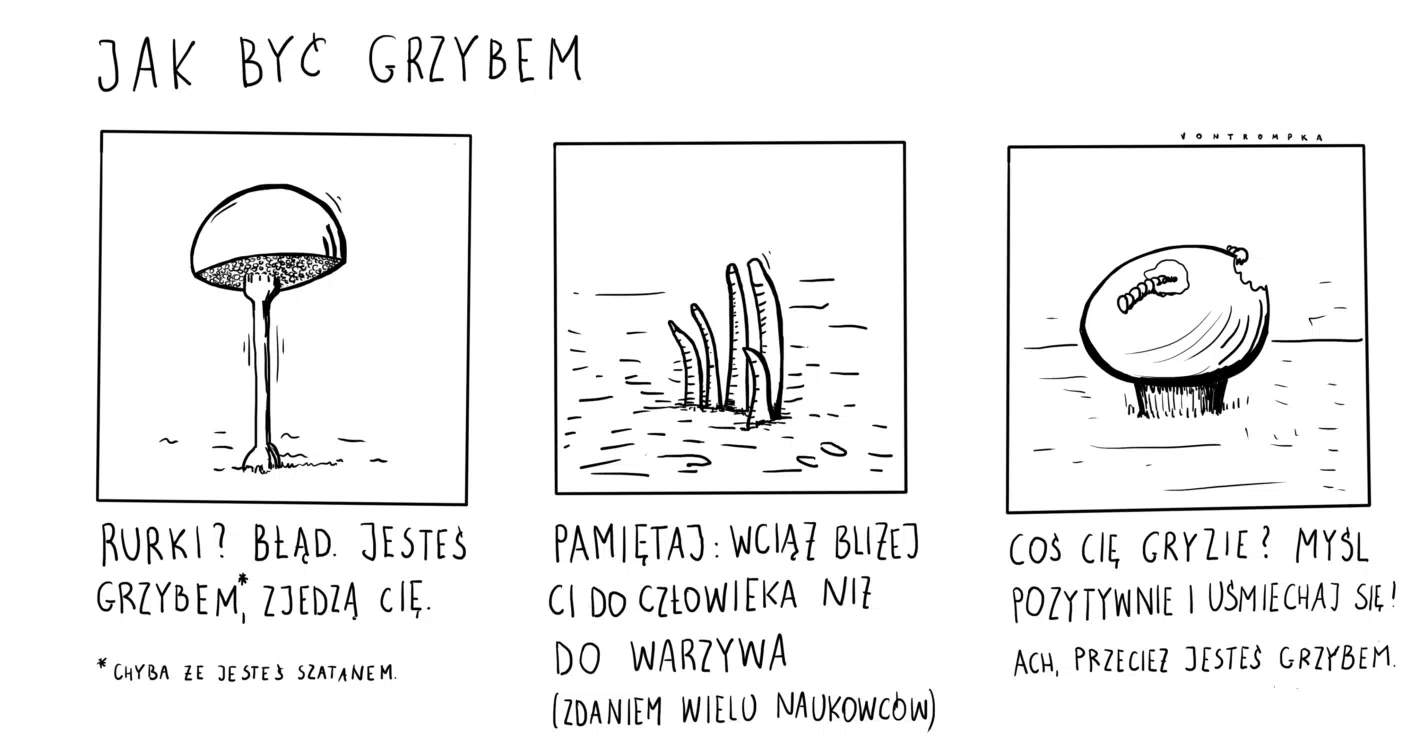 JAK BYĆ GRZYBEM
VONTROMPKA
RURKI? BŁĄD. JESTEŚ
GRZYBEM*, ZJEDZĄ CIĘ.
* CHYBA ŻE JESTEŚ SZATANEM.
PAMIĘTAJ: WCIĄŻ BLIŻEJ
CI DO CZŁOWIEKA NIŻ
DO WARZYWA
(ZDANIEM WIELU NAUKOWCÓW)
COŚ CIĘ GRYZIE? MYŚL
POZYTYWNIE I UŚMIECHAJ SIĘ!
ACH, PRZECIEŻ JESTEŚ GRZYBEM.